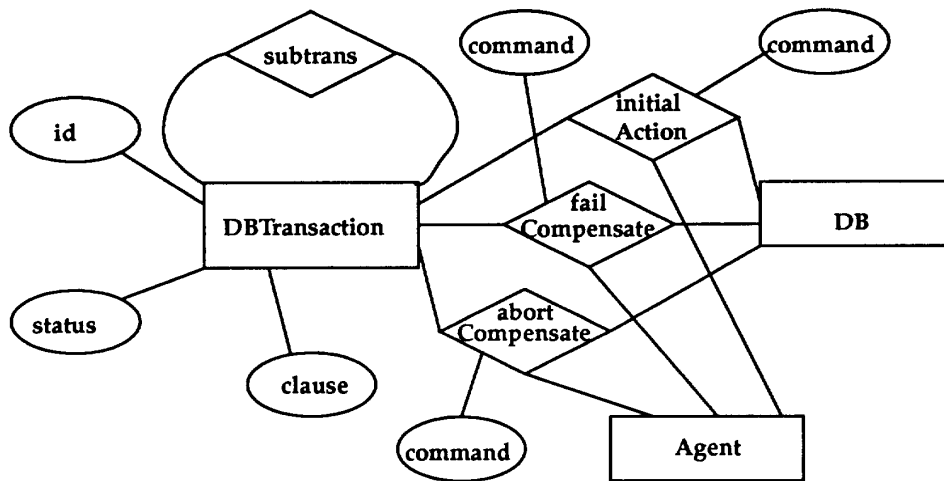 subtrans
command
command
id
initial
Action
DBTransaction
fail
Compensate
DB
status
abort
Compensate
clause
command
Agent